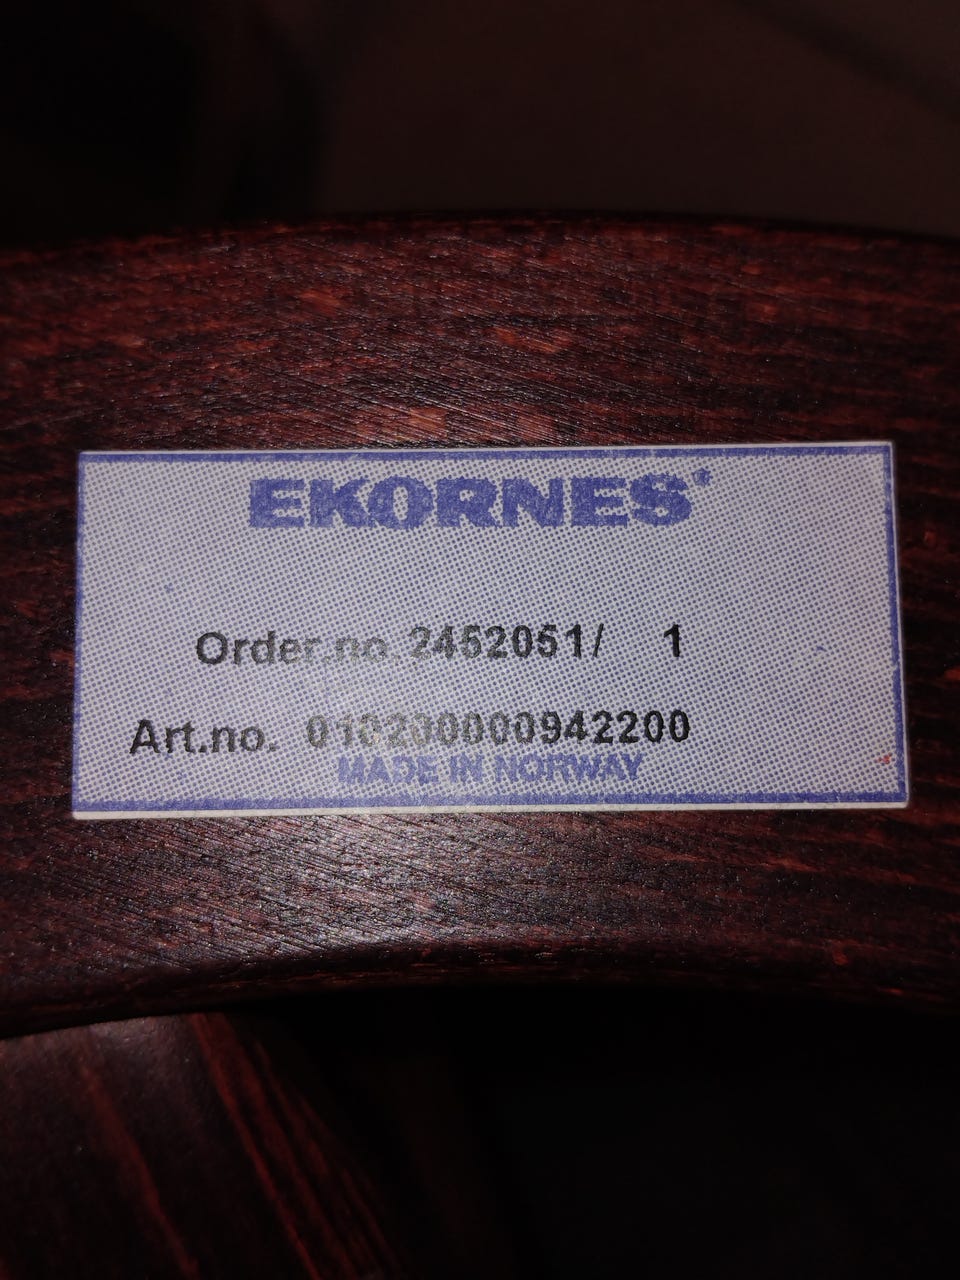 EKORNES®
Order.no. 2452051/ 1
Art.no. 010200000942200
MADE IN NORWAY